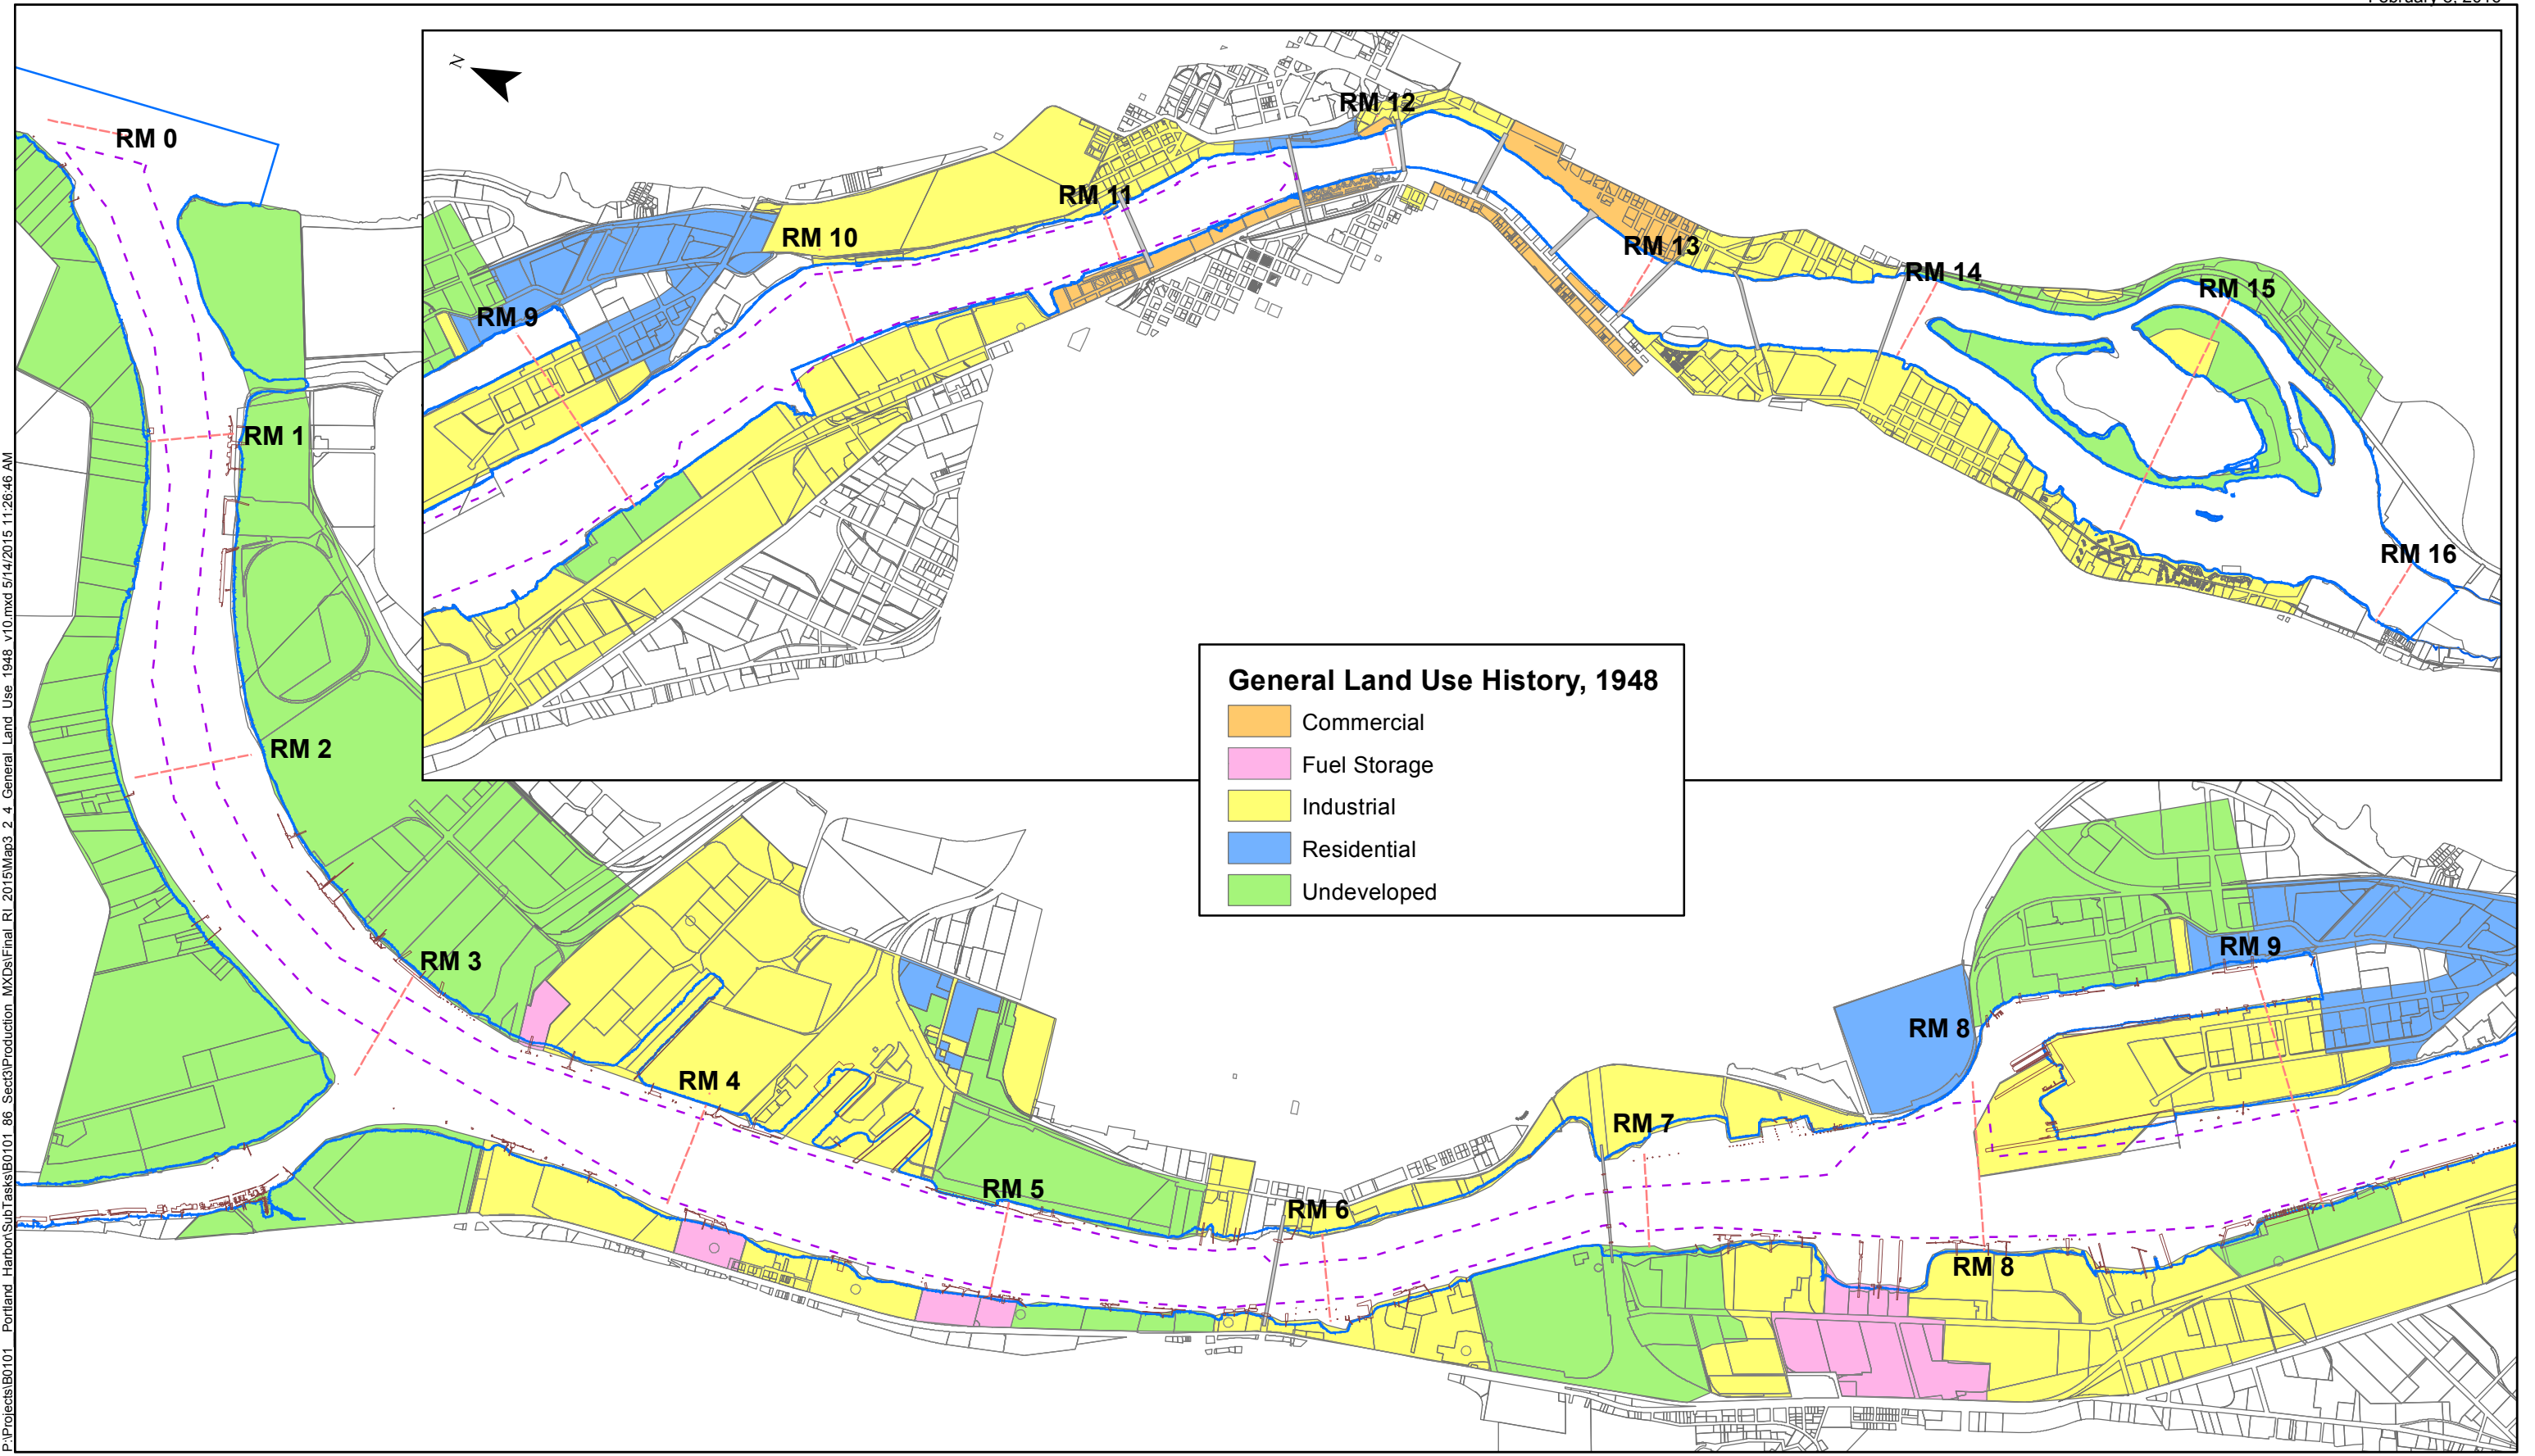 N
RM 12
RM 0
RM 11
RM 10
RM 13
RM 14
RM 15
RM 9
RM 1
RM 16
RM 2
General Land Use History, 1948
Commercial
Fuel Storage
Industrial
Residential
Undeveloped
RM 3
RM 9
RM 8
RM 4
RM 7
RM 5
RM 6
RM 8
P:\Projects\B0101 Portland_Harbor\SubTasks\B0101_86_Sect3\Production_MXDs\Final_RI_2015\Map3_2_4_General_Land_Use_1948_v10.mxd 5/14/2015 11:26:46 AM